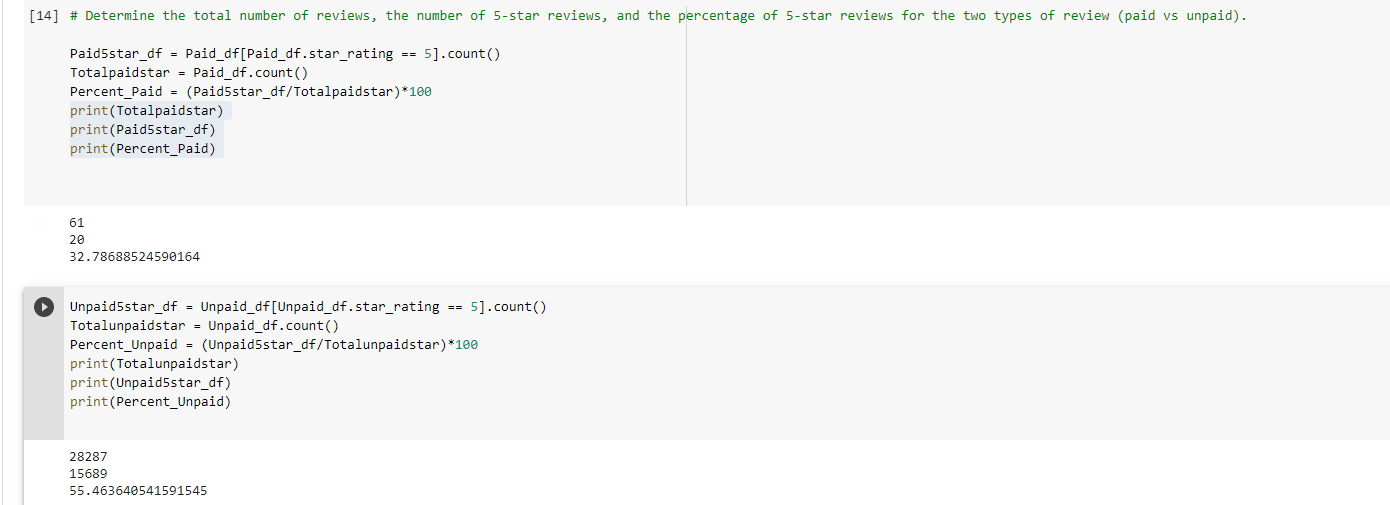 [14] # Determine the total number of reviews, the number of 5-star reviews, and the percentage of 5-star reviews for the two types of review (paid vs unpaid).
Paid5star_df = Paid_df[Paid_df.star_rating == 5].count()
Totalpaidstar = Paid_df.count()
Percent_Paid = (Paid5star_df/Totalpaidstar)*100
print(Totalpaidstar)
print(Paid5star_df)
print(Percent_Paid)
61
20
32.78688524590164
Unpaid5star_df = Unpaid_df[Unpaid_df.star_rating == 5].count()
Totalunpaidstar = Unpaid_df.count()
Percent_Unpaid = (Unpaid5star_df/Totalunpaidstar)*100
print(Totalunpaidstar)
print(Unpaid5star_df)
print(Percent_Unpaid)
28287
15689
55.463640541591545